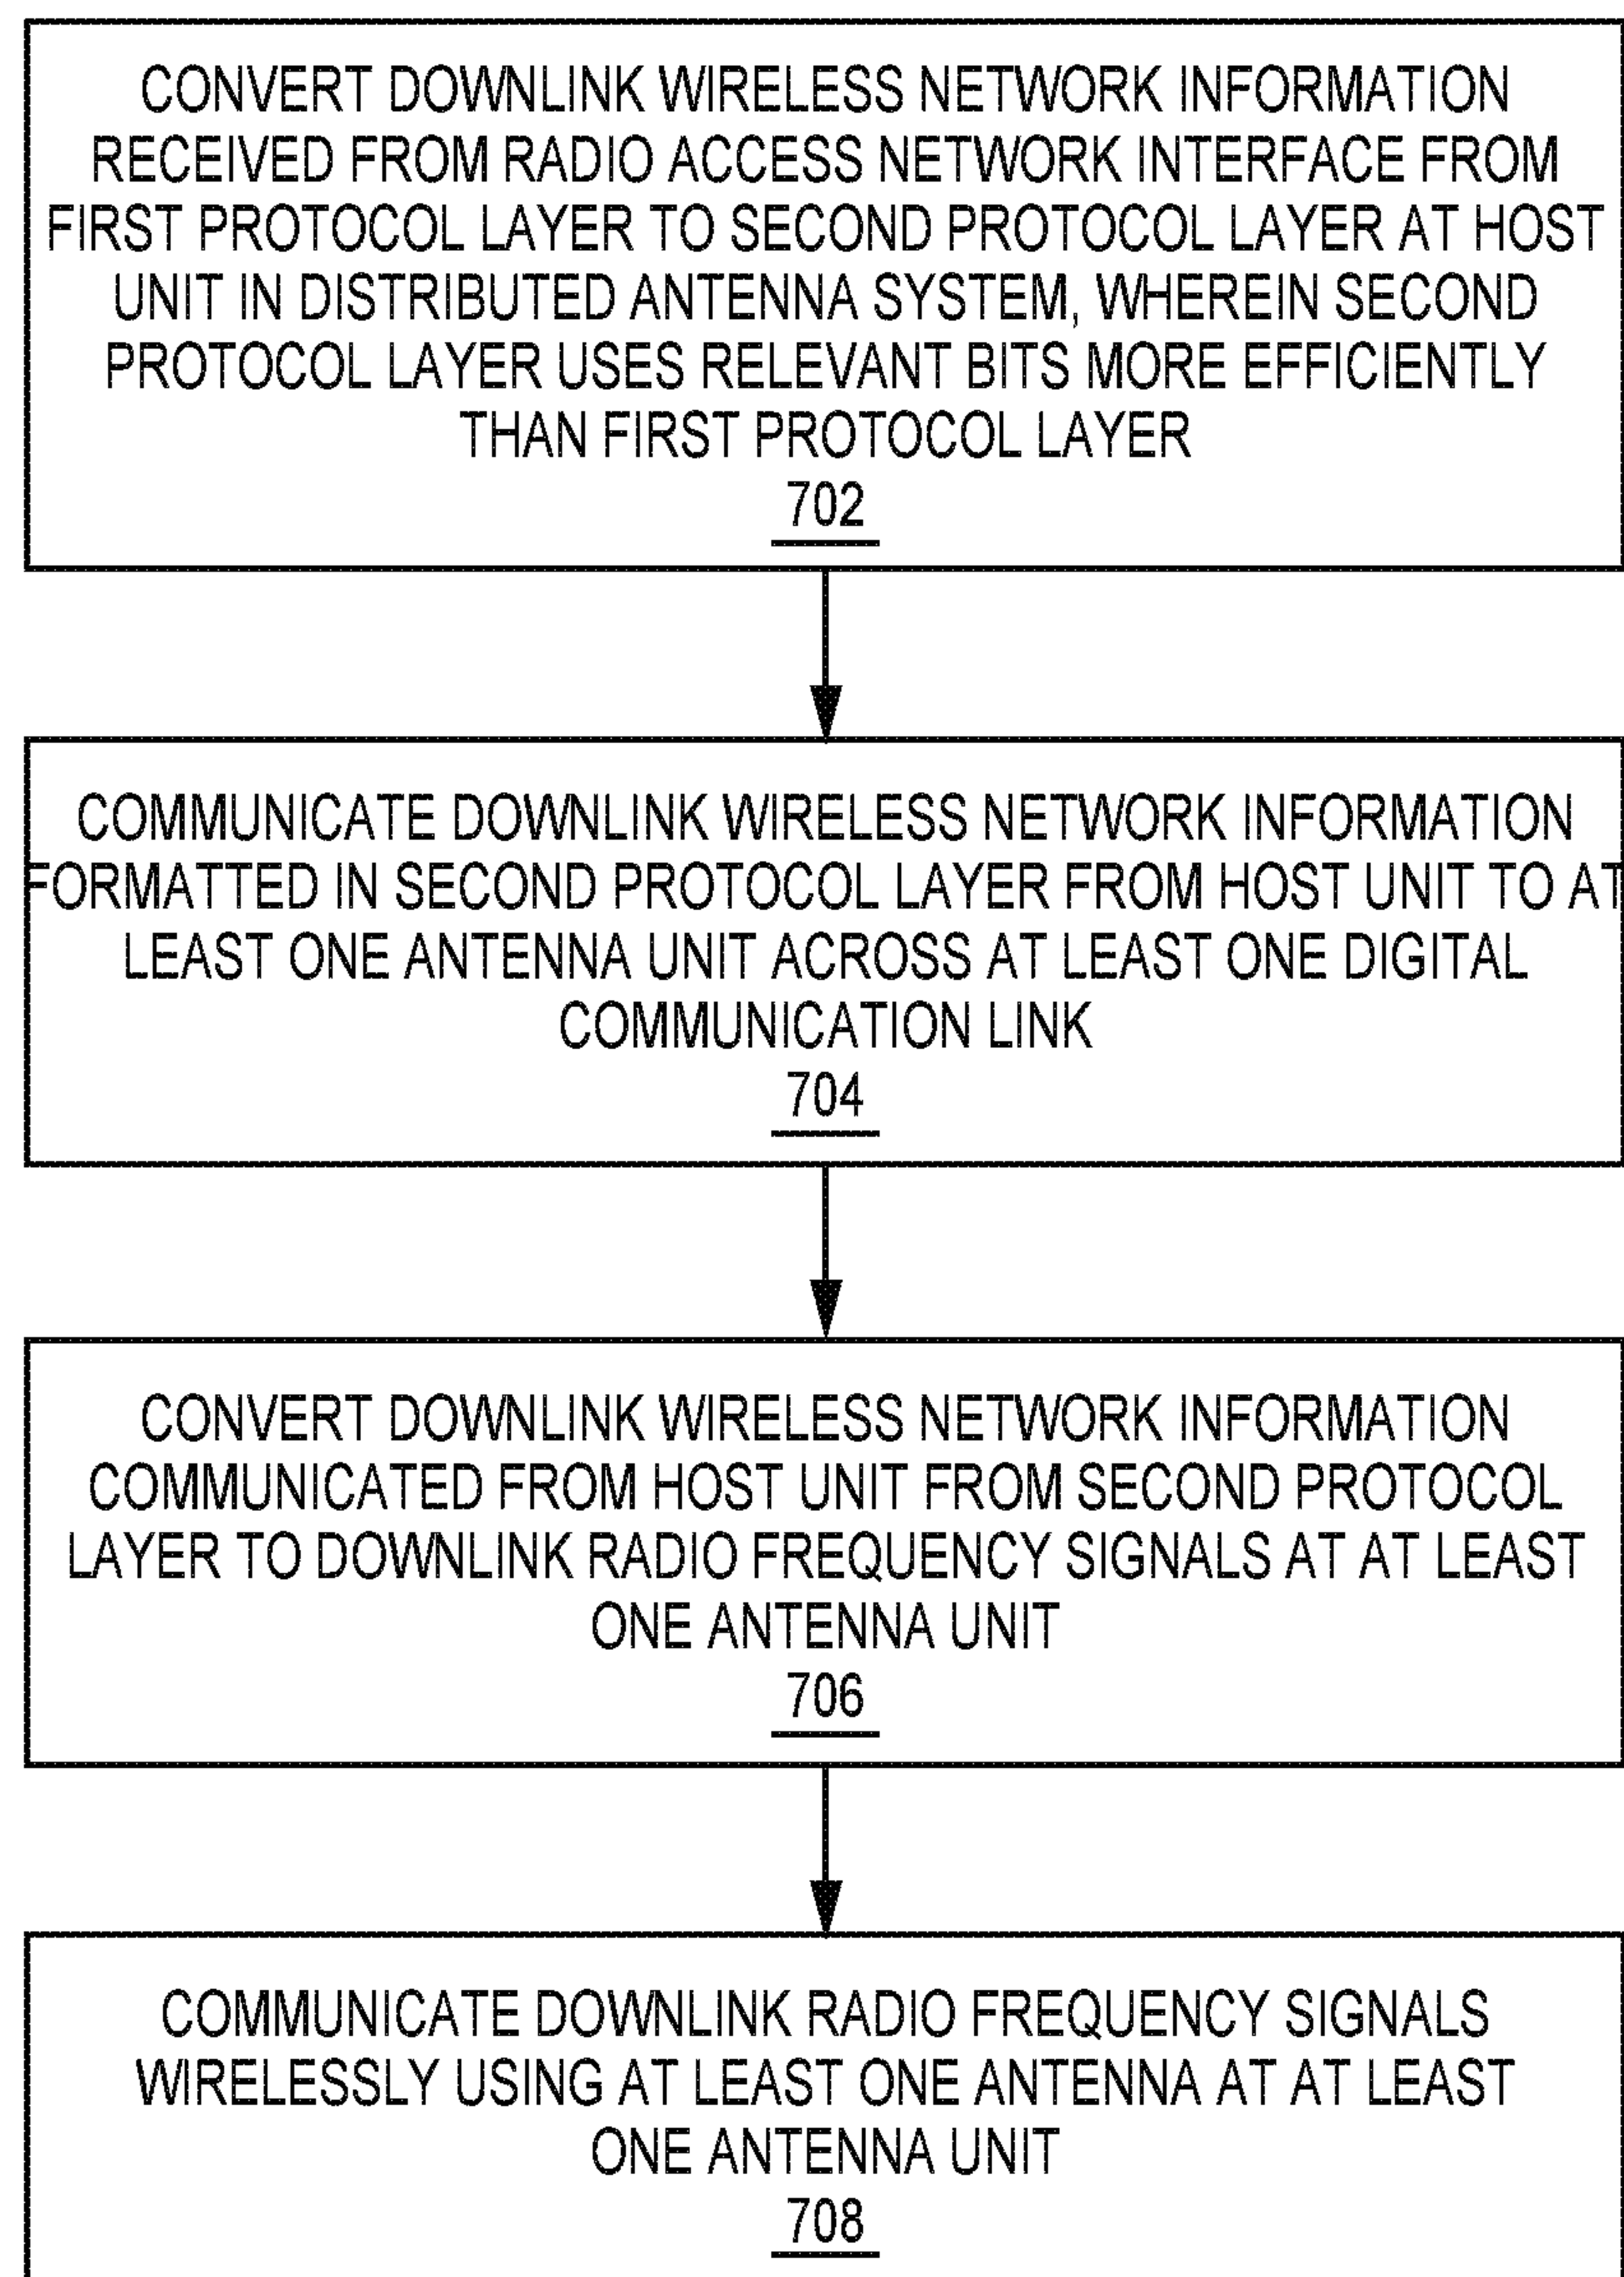 CONVERT DOWNLINK WIRELESS NETWORK INFORMATION
RECEIVED FROM RADIO ACCESS NETWORK INTERFACE FROM
FIRST PROTOCOL LAYER TO SECOND PROTOCOL LAYER AT HOST
UNIT IN DISTRIBUTED ANTENNA SYSTEM, WHEREIN SECOND
PROTOCOL LAYER USES RELEVANT BITS MORE EFFICIENTLY
THAN FIRST PROTOCOL LAYER
702
COMMUNICATE DOWNLINK WIRELESS NETWORK INFORMATION
FORMATTED IN SECOND PROTOCOL LAYER FROM HOST UNIT TO AT
LEAST ONE ANTENNA UNIT ACROSS AT LEAST ONE DIGITAL
COMMUNICATION LINK
704
CONVERT DOWNLINK WIRELESS NETWORK INFORMATION
COMMUNICATED FROM HOST UNIT FROM SECOND PROTOCOL
LAYER TO DOWNLINK RADIO FREQUENCY SIGNALS AT AT LEAST
ONE ANTENNA UNIT
706
COMMUNICATE DOWNLINK RADIO FREQUENCY SIGNALS
WIRELESSLY USING AT LEAST ONE ANTENNA AT AT LEAST
ONE ANTENNA UNIT
708